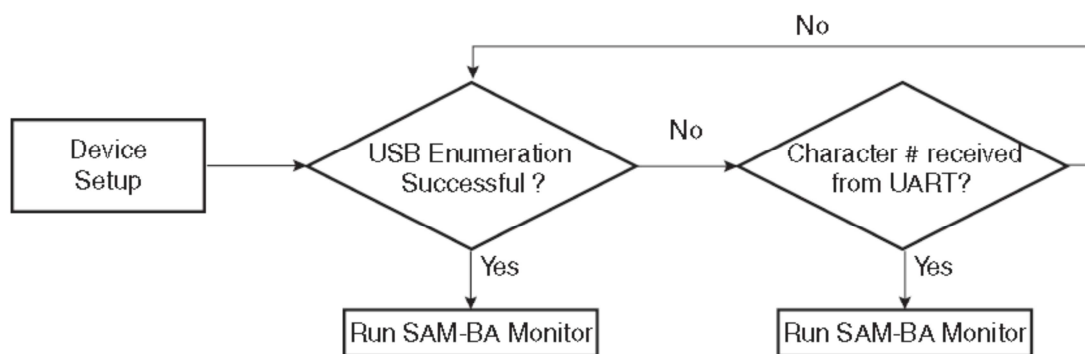 No
Device
Setup
USB Enumeration
Successful ?
No
Character # received
from UART?
Yes
Yes
Run SAM-BA Monitor
Run SAM-BA Monitor